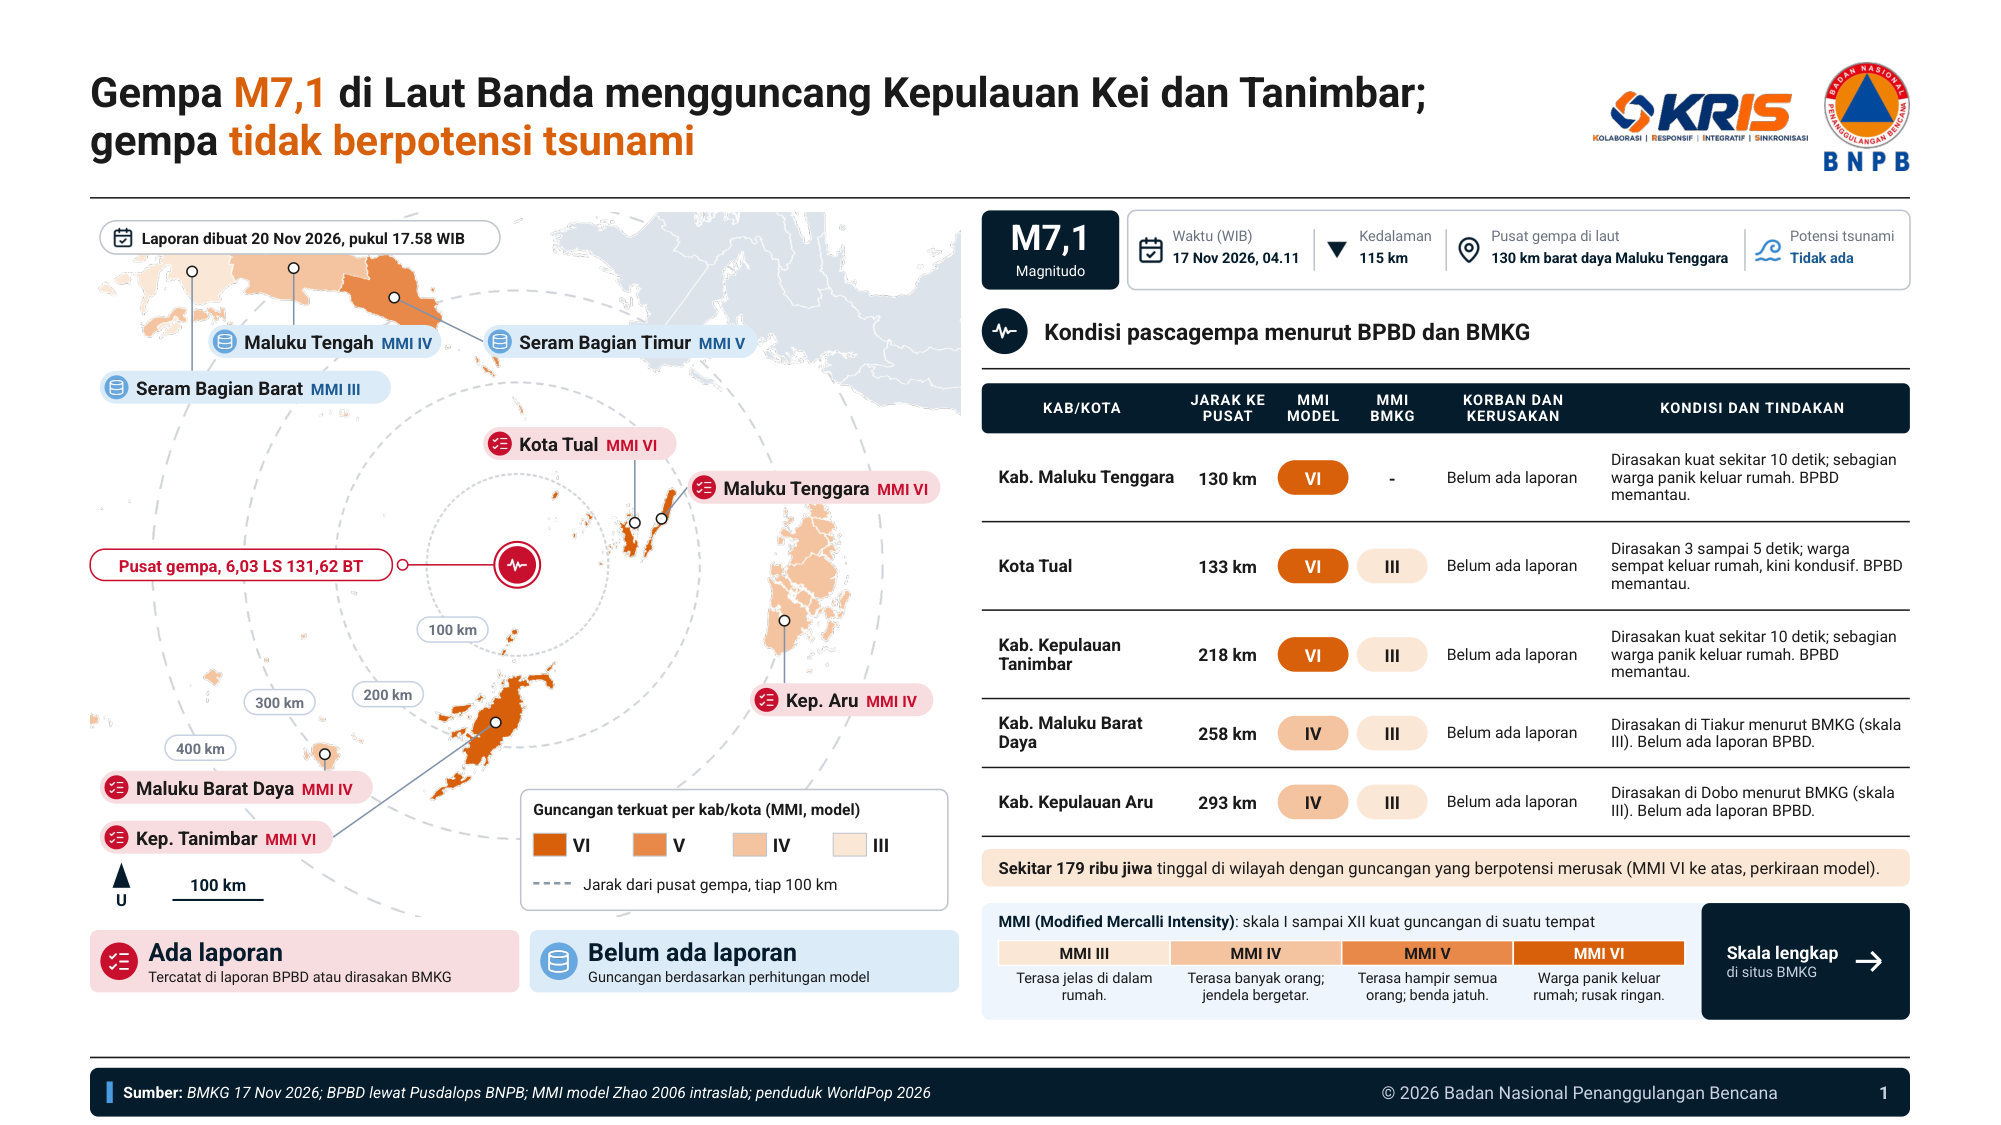 Gempa M7,1 di Laut Banda mengguncang Kepulauan Kei dan Tanimbar;
gempa tidak berpotensi tsunami
KRIS
KOLABORASI | RESPONSIF | INTEGRATIF | SINKRONISASI
BADAN NASIONAL PENANGGULANGAN BENCANA
BNPB
Laporan dibuat 20 Nov 2026, pukul 17.58 WIB
Maluku Tengah MMI IV
Seram Bagian Timur MMI V
Seram Bagian Barat MMI III
Kota Tual MMI VI
Maluku Tenggara MMI VI
Pusat gempa, 6,03 LS 131,62 BT
100 km
200 km
300 km
400 km
Kep. Aru MMI IV
Maluku Barat Daya MMI IV
Kep. Tanimbar MMI VI
U
100 km
Guncangan terkuat per kab/kota (MMI, model)
VI V IV III
Jarak dari pusat gempa, tiap 100 km
Ada laporan
Tercatat di laporan BPBD atau dirasakan BMKG
Belum ada laporan
Guncangan berdasarkan perhitungan model
M7,1
Magnitudo
Waktu (WIB)
17 Nov 2026, 04.11
Kedalaman
115 km
Pusat gempa di laut
130 km barat daya Maluku Tenggara
Potensi tsunami
Tidak ada
Kondisi pascagempa menurut BPBD dan BMKG
KAB/KOTA
JARAK KE
PUSAT
MMI
MODEL
MMI
BMKG
KORBAN DAN
KERUSAKAN
KONDISI DAN TINDAKAN
Kab. Maluku Tenggara
130 km
VI
-
Belum ada laporan
Dirasakan kuat sekitar 10 detik; sebagian
warga panik keluar rumah. BPBD
memantau.
Kota Tual
133 km
VI
III
Belum ada laporan
Dirasakan 3 sampai 5 detik; warga
sempat keluar rumah, kini kondusif. BPBD
memantau.
Kab. Kepulauan
Tanimbar
218 km
VI
III
Belum ada laporan
Dirasakan kuat sekitar 10 detik; sebagian
warga panik keluar rumah. BPBD
memantau.
Kab. Maluku Barat
Daya
258 km
IV
III
Belum ada laporan
Dirasakan di Tiakur menurut BMKG (skala
III). Belum ada laporan BPBD.
Kab. Kepulauan Aru
293 km
IV
III
Belum ada laporan
Dirasakan di Dobo menurut BMKG (skala
III). Belum ada laporan BPBD.
Sekitar 179 ribu jiwa tinggal di wilayah dengan guncangan yang berpotensi merusak (MMI VI ke atas, perkiraan model).
MMI (Modified Mercalli Intensity): skala I sampai XII kuat guncangan di suatu tempat
MMI III
Terasa jelas di dalam
rumah.
MMI IV
Terasa banyak orang;
jendela bergetar.
MMI V
Terasa hampir semua
orang; benda jatuh.
MMI VI
Warga panik keluar
rumah; rusak ringan.
Skala lengkap
di situs BMKG
Sumber: BMKG 17 Nov 2026; BPBD lewat Pusdalops BNPB; MMI model Zhao 2006 intraslab; penduduk WorldPop 2026
© 2026 Badan Nasional Penanggulangan Bencana
1